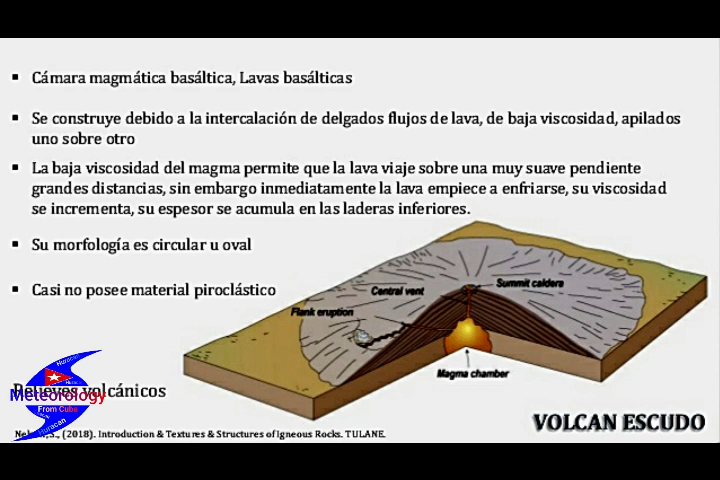 ▪ Cámara magmática basáltica, Lavas basálticas
▪ Se construye debido a la intercalación de delgados flujos de lava, de baja viscosidad, apilados
uno sobre otro
▪ La baja viscosidad del magma permite que la lava viaje sobre una muy suave pendiente
grandes distancias, sin embargo inmediatamente la lava empiece a enfriarse, su viscosidad
se incrementa, su espesor se acumula en las laderas inferiores.
▪ Su morfología es circular u oval
▪ Casi no posee material piroclástico
Central vent
Summit caldera
Flank eruption
Magma chamber
Huracan
Relieves volcánicos
Meteorology
From Cuba
Huracan
VOLCAN ESCUDO
(2018). Introduction & Textures & Structures of Igneous Rocks. TULANE.